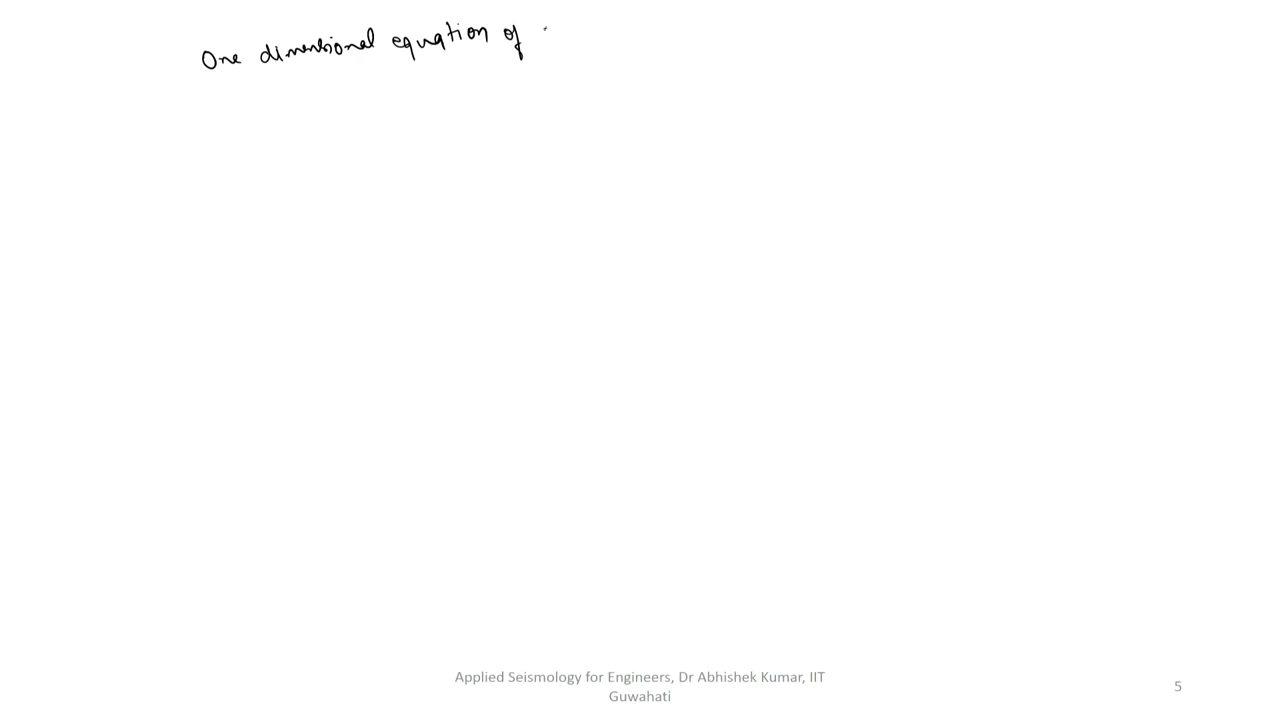 One dimensional equation of
Applied Seismology for Engineers, Dr Abhishek Kumar, IIT
Guwahati
5